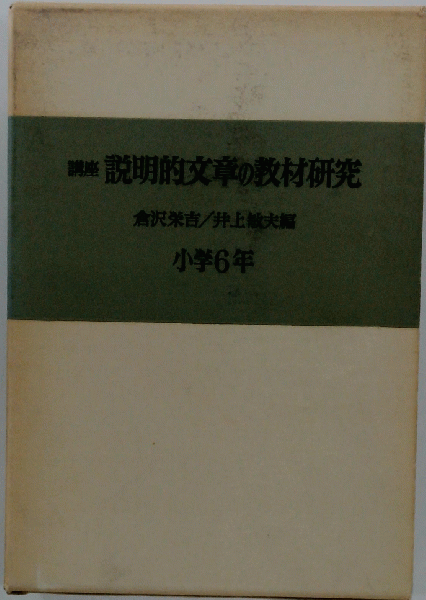 講座 説明的文章の教材研究
倉沢栄吉/井上敏夫編
小学6年